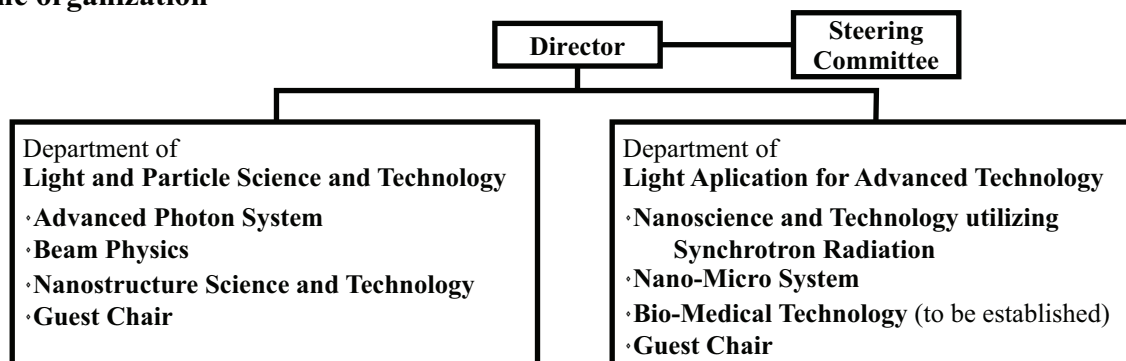 Director
Steering
Committee
Department of
Light and Particle Science and Technology
◦Advanced Photon System
◦Beam Physics
◦Nanostructure Science and Technology
◦Guest Chair
Department of
Light Aplication for Advanced Technology
◦Nanoscience and Technology utilizing
Synchrotron Radiation
◦Nano-Micro System
◦Bio-Medical Technology (to be established)
◦Guest Chair